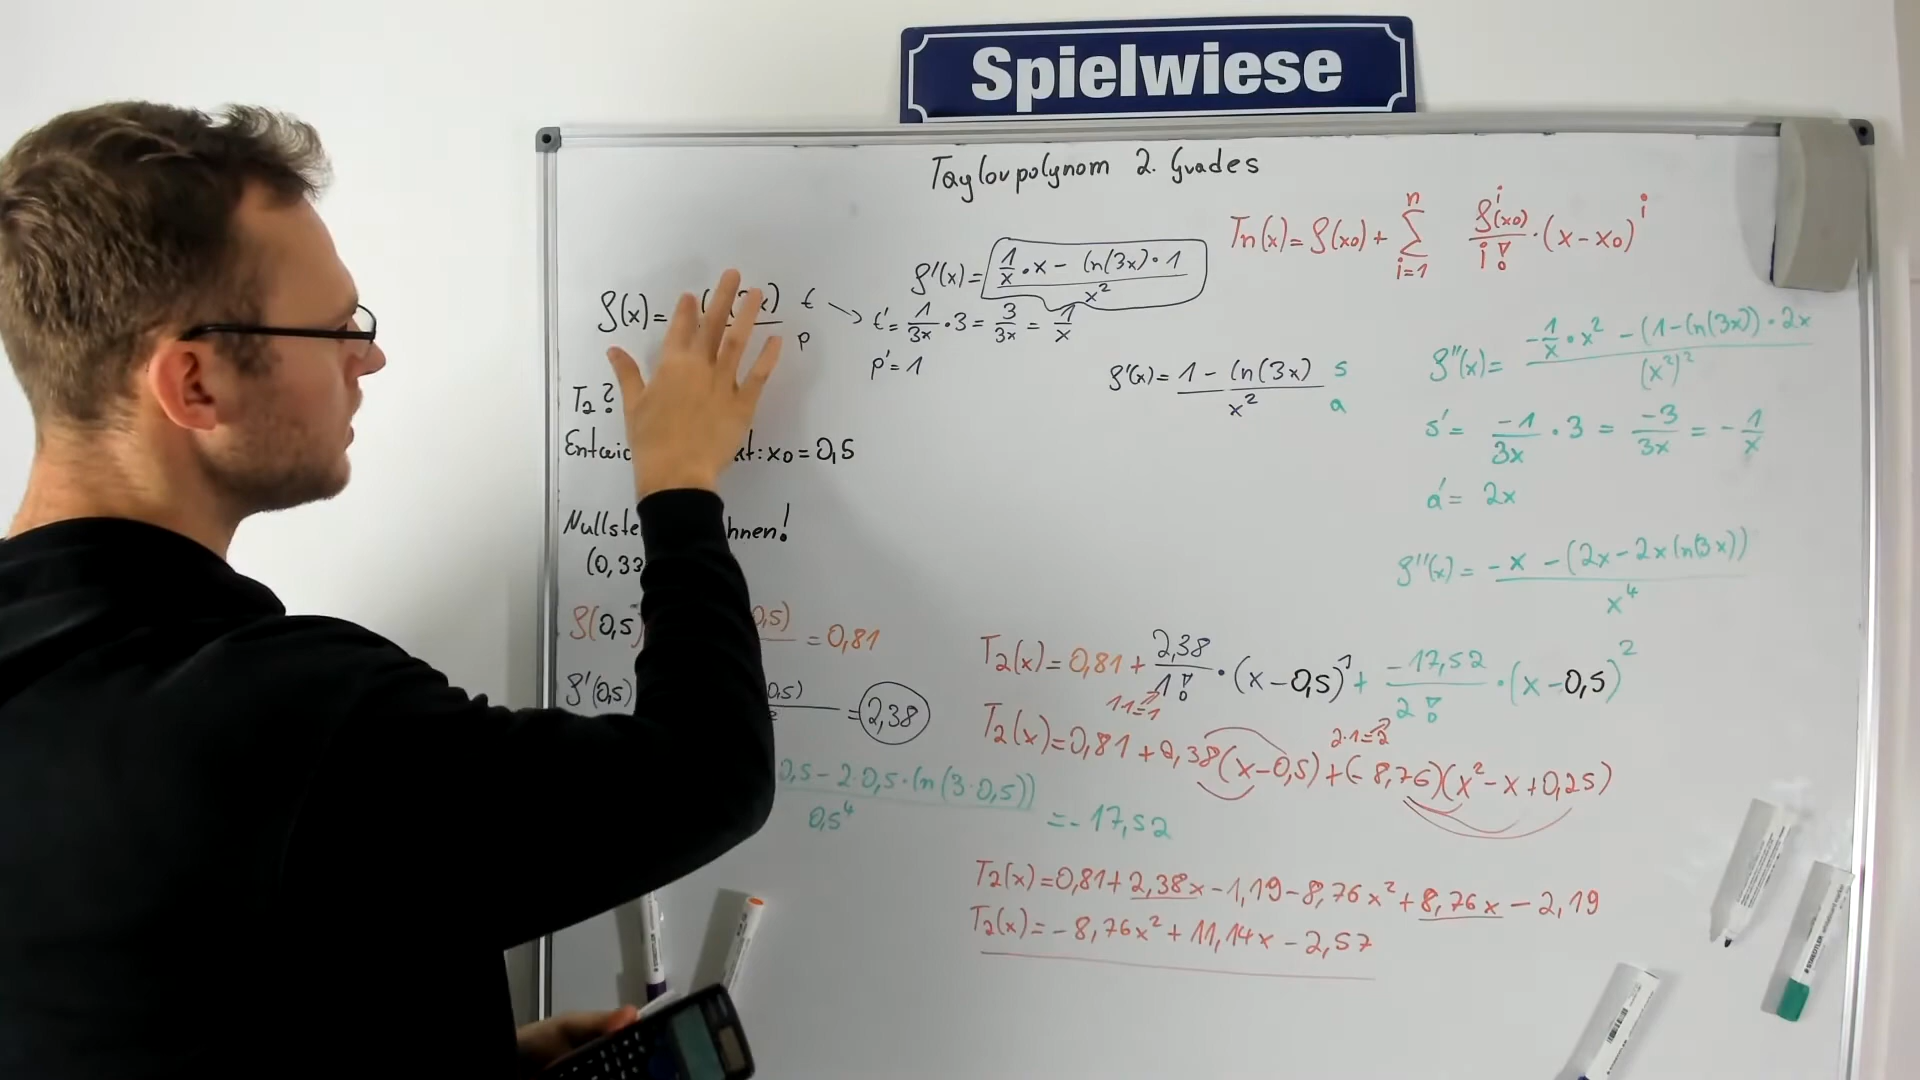 Spielwiese
Taylorpolynom 2. Grades
Tn(x) = f(x0) + Σ i=1 n f^i(x0) / i! · (x - x0)^i
f'(x) = (1/x · x - ln(3x) · 1) / x²
f(x) =
t
p
t' = 1/3x · 3 = 3/3x = 1/x
p' = 1
f'(x) = (1 - ln(3x)) / x²
s
a
f''(x) = (-1/x · x² - (1 - ln(3x)) · 2x) / (x²)²
s' = -1/3x · 3 = -3/3x = -1/x
a' = 2x
f''(x) = (-x - (2x - 2x ln(3x))) / x⁴
T2?
x0 = 0,5
(0,33
f(0,5) = 0,81
f'(0,5) = 2,38
0,5 - 2·0,5·ln(3·0,5)) / 0,5⁴ = -17,52
T2(x) = 0,81 + 2,38/1! · (x - 0,5)¹ + -17,52/2! · (x - 0,5)²
1·1=1
2·1=2
T2(x) = 0,81 + 2,38(x - 0,5) + (-8,76)(x² - x + 0,25)
T2(x) = 0,81 + 2,38x - 1,19 - 8,76x² + 8,76x - 2,19
T2(x) = -8,76x² + 11,14x - 2,57